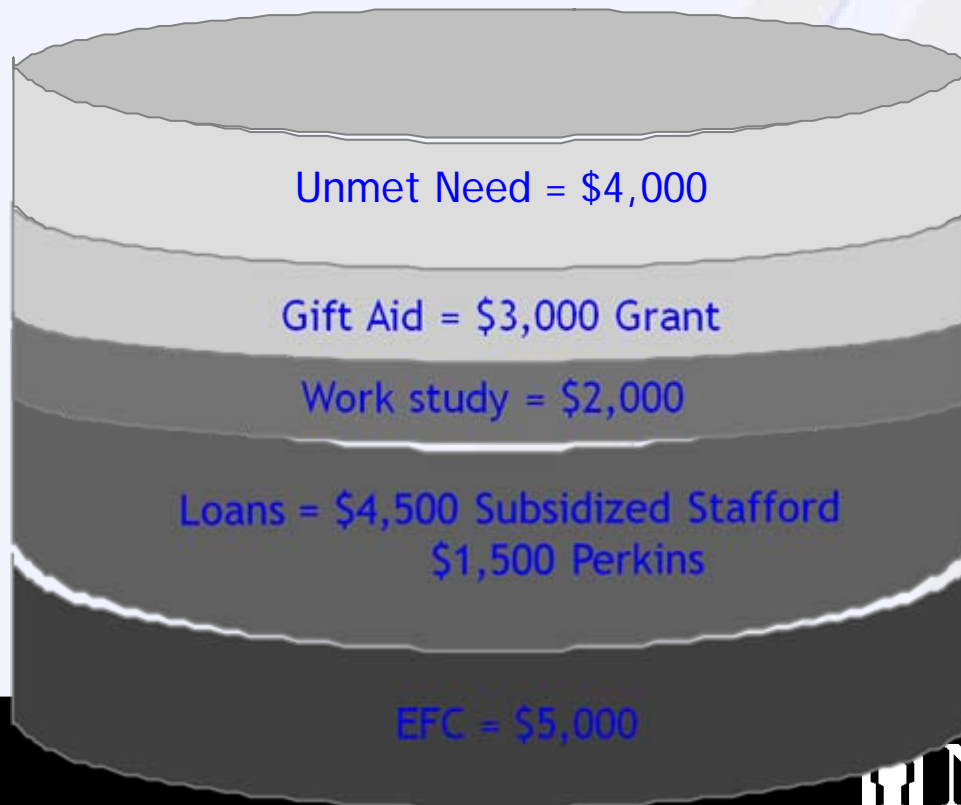 Unmet Need = $4,000
Gift Aid = $3,000 Grant
Work study = $2,000
Loans = $4,500 Subsidized Stafford
$1,500 Perkins
EFC = $5,000